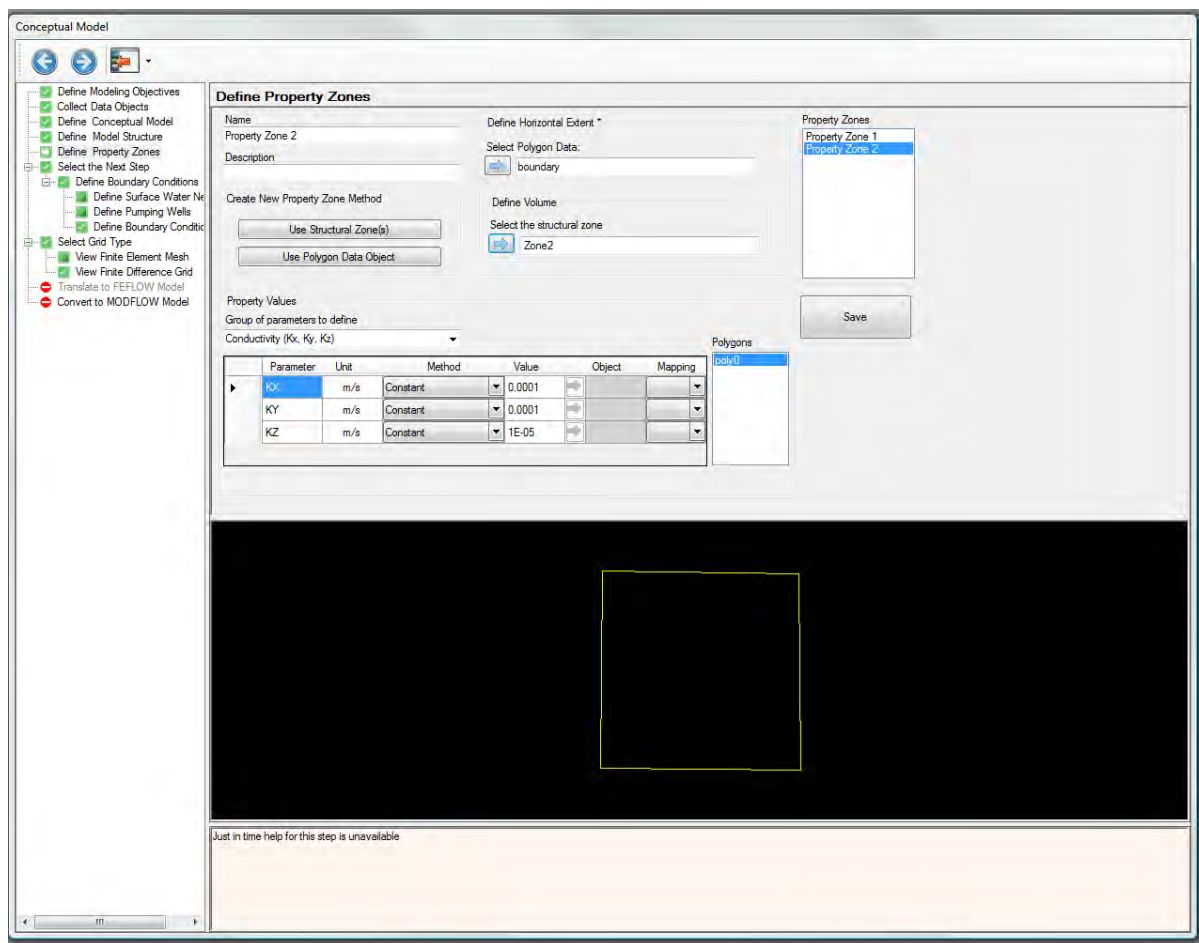 Conceptual Model
Define Modeling Objectives
Collect Data Objects
Define Conceptual Model
Define Model Structure
Define Property Zones
Select the Next Step
Define Boundary Conditions
Define Surface Water Ne
Define Pumping Wells
Define Boundary Conditic
Select Grid Type
View Finite Element Mesh
View Finite Difference Grid
Translate to FEFLOW Model
Convert to MODFLOW Model
Define Property Zones
Name
Property Zone 2
Description
Create New Property Zone Method
Use Structural Zone(s)
Use Polygon Data Object
Define Horizontal Extent *
Select Polygon Data:
boundary
Define Volume
Select the structural zone
Zone2
Property Zones
Property Zone 1
Property Zone 2
Save
Property Values
Group of parameters to define
Conductivity (Kx, Ky, Kz)
Parameter Unit Method Value Object Mapping
KX m/s Constant 0.0001
KY m/s Constant 0.0001
KZ m/s Constant 1E-05
Polygons
poly0
Just in time help for this step is unavailable